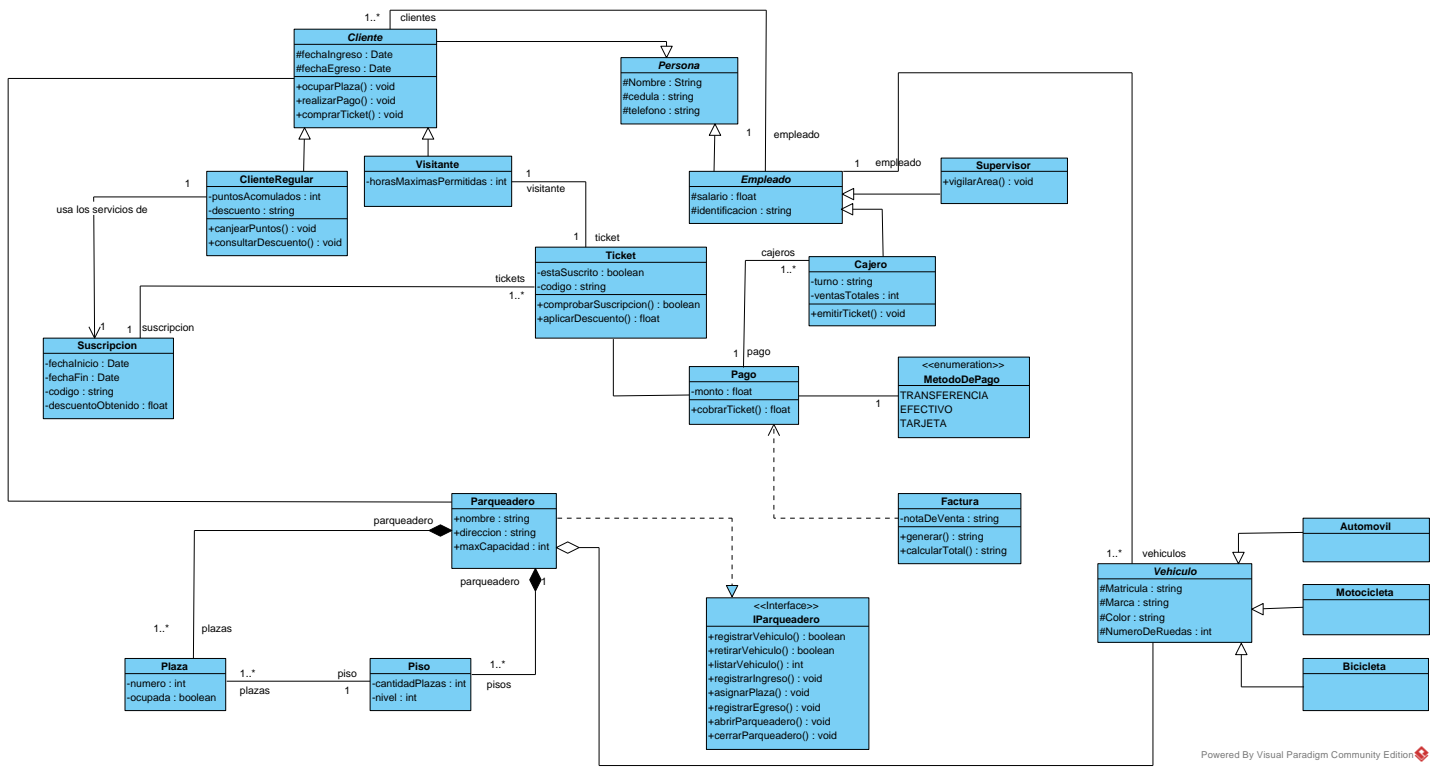 1..*
clientes
Cliente
#fechaIngreso : Date
#fechaEgreso : Date
+ocuparPlaza() : void
+realizarPago() : void
+comprarTicket() : void
Persona
#Nombre : String
#cedula : string
#telefono : string
1
empleado
1
empleado
Empleado
#salario : float
#identificacion : string
Supervisor
+vigilarArea() : void
Visitante
-horasMaximasPermitidas : int
1
visitante
ClienteRegular
-puntosAcumulados : int
-descuento : string
+canjearPuntos() : void
+consultarDescuento() : void
1
usa los servicios de
1
1
ticket
Ticket
-estaSuscrito : boolean
-codigo : string
+comprobarSuscripcion() : boolean
+aplicarDescuento() : float
tickets
1..*
1
suscripcion
cajeros
1..*
Cajero
-turno : string
-ventasTotales : int
+emitirTicket() : void
Suscripcion
-fechaInicio : Date
-fechaFin : Date
-codigo : string
-descuentoObtenido : float
1
pago
Pago
-monto : float
+cobrarTicket() : float
1
<<enumeration>>
MetodoDePago
TRANSFERENCIA
EFECTIVO
TARJETA
Parqueadero
+nombre : string
+direccion : string
+maxCapacidad : int
parqueadero
parqueadero
1
Factura
-notaDeVenta : string
+generar() : string
+calcularTotal() : string
1..*
vehiculos
Vehiculo
#Matricula : string
#Marca : string
#Color : string
#NumeroDeRuedas : int
Automovil
Motocicleta
Bicicleta
<<Interface>>
IParqueadero
+registrarVehiculo() : boolean
+retirarVehiculo() : boolean
+listarVehiculo() : int
+registrarIngreso() : void
+asignarPlaza() : void
+registrarEgreso() : void
+abrirParqueadero() : void
+cerrarParqueadero() : void
1..*
plazas
Plaza
-numero : int
-ocupada : boolean
1..*
plazas
piso
1
Piso
-cantidadPlazas : int
-nivel : int
1..*
pisos
Powered By Visual Paradigm Community Edition